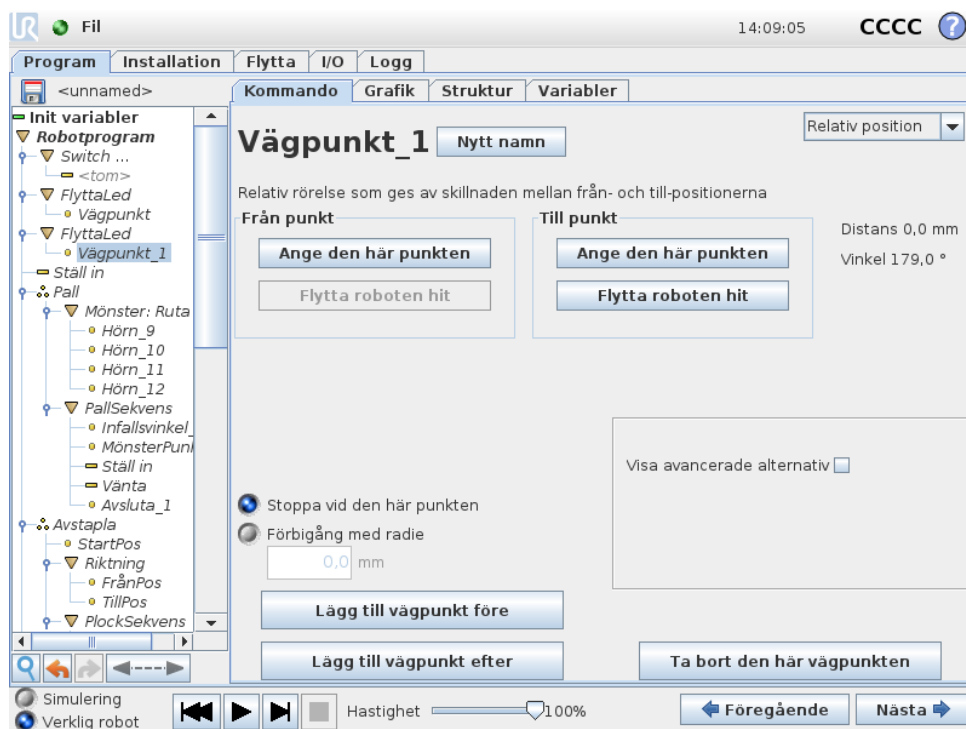 UR Fil 14:09:05 CCCC ?
Program Installation Flytta I/O Logg
<unnamed>
Kommando Grafik Struktur Variabler
Init variabler
Robotprogram
Switch ...
<tom>
FlyttaLed
Vägpunkt
FlyttaLed
Vägpunkt_1
Ställ in
Pall
Mönster: Ruta
Hörn_9
Hörn_10
Hörn_11
Hörn_12
PallSekvens
Infallsvinkel_
MönsterPun
Ställ in
Vänta
Avsluta_1
Avstapla
StartPos
Riktning
FrånPos
TillPos
PlockSekvens
Vägpunkt_1
Nytt namn
Relativ position
Relativ rörelse som ges av skillnaden mellan från- och till-positionerna
Från punkt
Ange den här punkten
Flytta roboten hit
Till punkt
Ange den här punkten
Flytta roboten hit
Distans 0,0 mm
Vinkel 179,0 °
Visa avancerade alternativ
Stoppa vid den här punkten
Förbigång med radie
0,0 mm
Lägg till vägpunkt före
Lägg till vägpunkt efter
Ta bort den här vägpunkten
Simulering
Verklig robot
Hastighet 100%
Föregående
Nästa